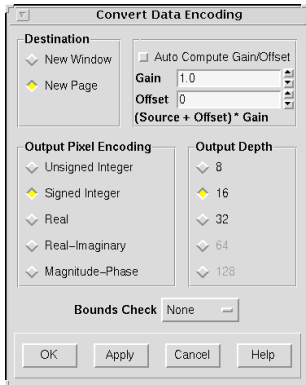 Convert Data Encoding
Destination
New Window
New Page
Auto Compute Gain/Offset
Gain 1.0
Offset 0
(Source + Offset) * Gain
Output Pixel Encoding
Unsigned Integer
Signed Integer
Real
Real-Imaginary
Magnitude-Phase
Output Depth
8
16
32
64
128
Bounds Check None
OK Apply Cancel Help